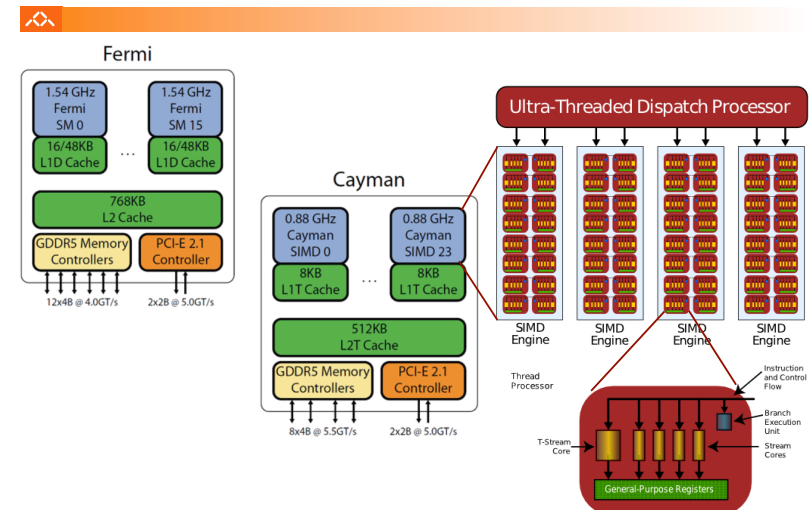 Fermi
1.54 GHz
Fermi
SM 0
1.54 GHz
Fermi
SM 15
16/48KB
L1D Cache
...
16/48KB
L1D Cache
768KB
L2 Cache
GDDR5 Memory
Controllers
PCI-E 2.1
Controller
12x4B @ 4.0GT/s
2x2B @ 5.0GT/s
Cayman
0.88 GHz
Cayman
SIMD 0
0.88 GHz
Cayman
SIMD 23
8KB
L1T Cache
...
8KB
L1T Cache
512KB
L2T Cache
GDDR5 Memory
Controllers
PCI-E 2.1
Controller
8x4B @ 5.5GT/s
2x2B @ 5.0GT/s
Ultra-Threaded Dispatch Processor
SIMD
Engine
SIMD
Engine
SIMD
Engine
SIMD
Engine
Thread
Processor
Instruction
and Control
Flow
Branch
Execution
Unit
T-Stream
Core
Stream
Cores
General-Purpose Registers